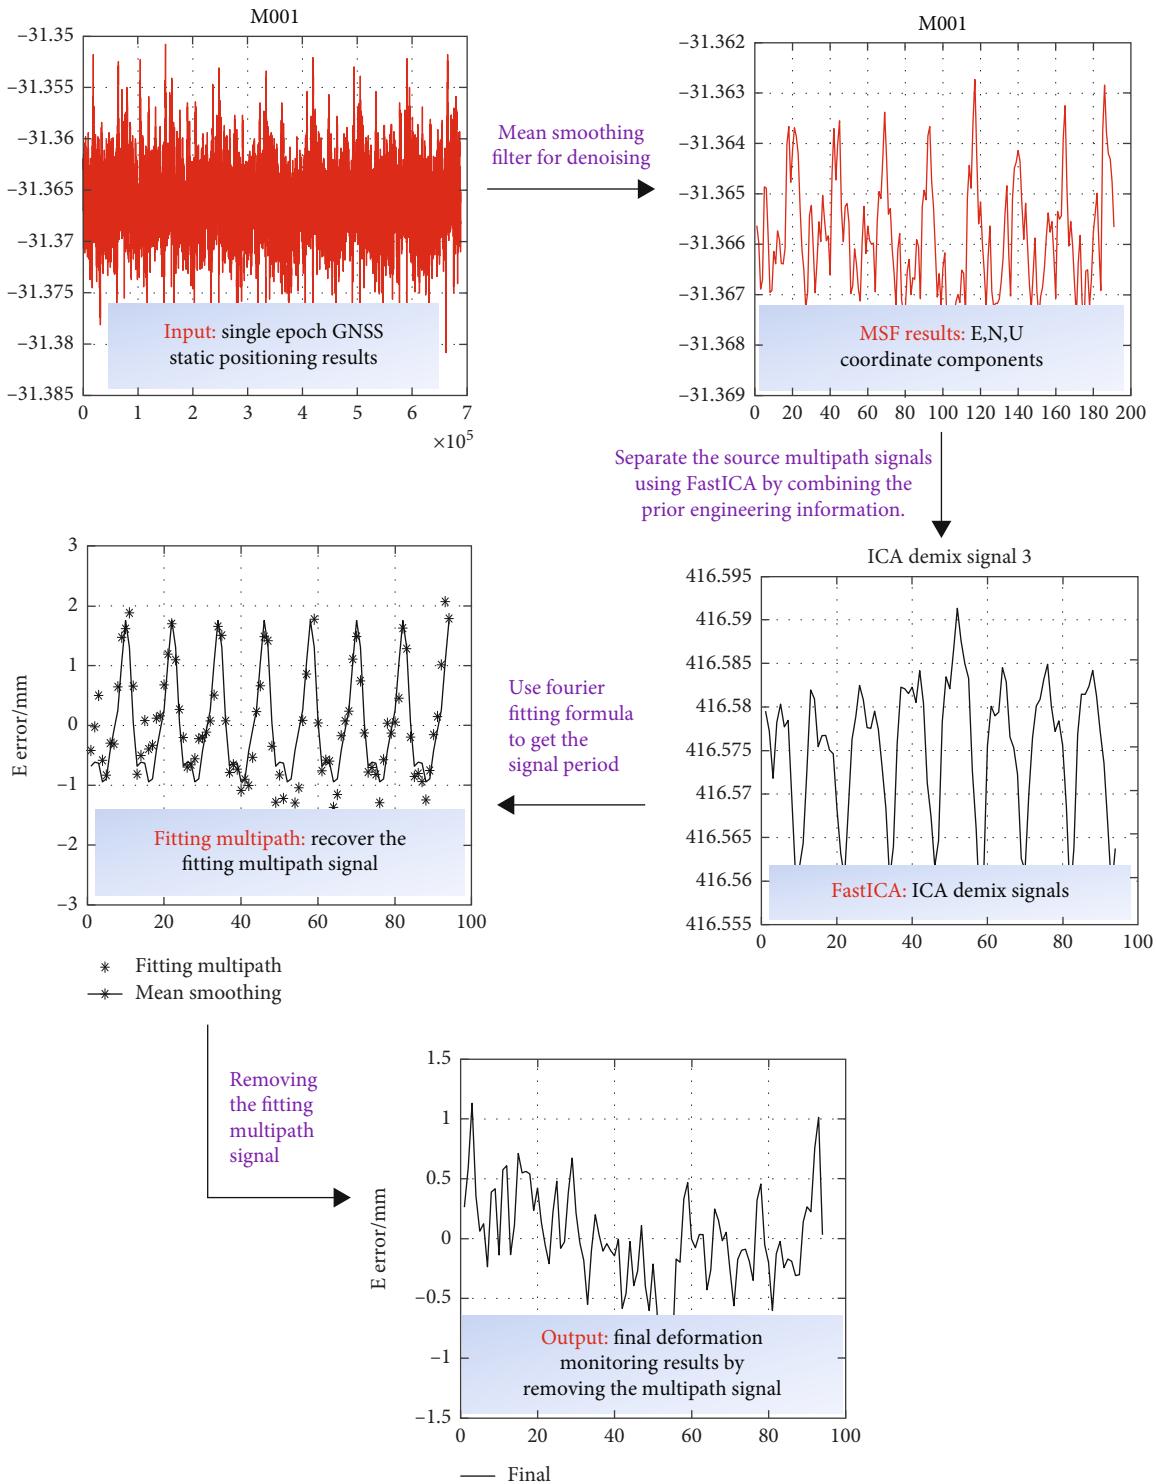 M001
−31.35
−31.355
−31.36
−31.365
−31.37
−31.375
−31.38
−31.385
0 1 2 3 4 5 6 7
×10⁵
Input: single epoch GNSS
static positioning results
Mean smoothing
filter for denoising
M001
−31.362
−31.363
−31.364
−31.365
−31.366
−31.367
−31.368
−31.369
0 20 40 60 80 100 120 140 160 180 200
MSF results: E,N,U
coordinate components
Separate the source multipath signals
using FastICA by combining the
prior engineering information.
ICA demix signal 3
416.595
416.59
416.585
416.58
416.575
416.57
416.565
416.56
416.555
0 20 40 60 80 100
FastICA: ICA demix signals
Use fourier
fitting formula
to get the
signal period
E error/mm
3
2
1
0
−1
−2
−3
0 20 40 60 80 100
Fitting multipath: recover the
fitting multipath signal
Fitting multipath
Mean smoothing
Removing
the fitting
multipath
signal
E error/mm
1.5
1
0.5
0
−0.5
−1
−1.5
0 20 40 60 80 100
Output: final deformation
monitoring results by
removing the multipath signal
Final